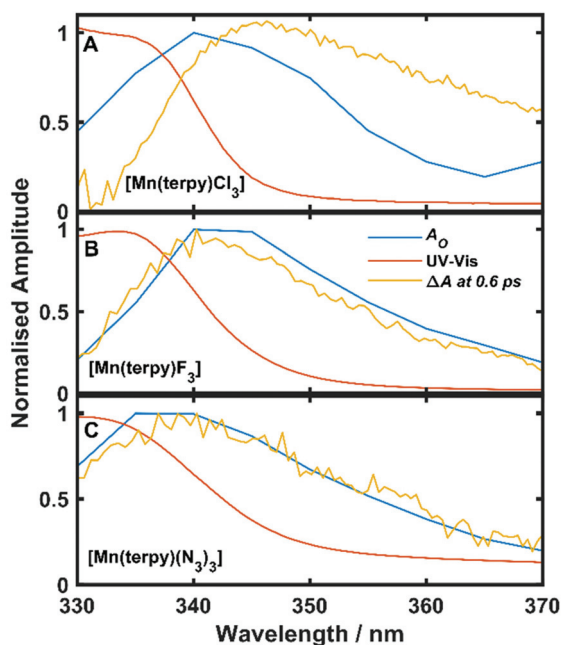 A
1
0.5
[Mn(terpy)Cl₃]
0
B
1
A_O
UV-Vis
ΔA at 0.6 ps
0.5
[Mn(terpy)F₃]
0
C
1
0.5
[Mn(terpy)(N₃)₃]
0
330 340 350 360 370
Wavelength / nm
Normalised Amplitude